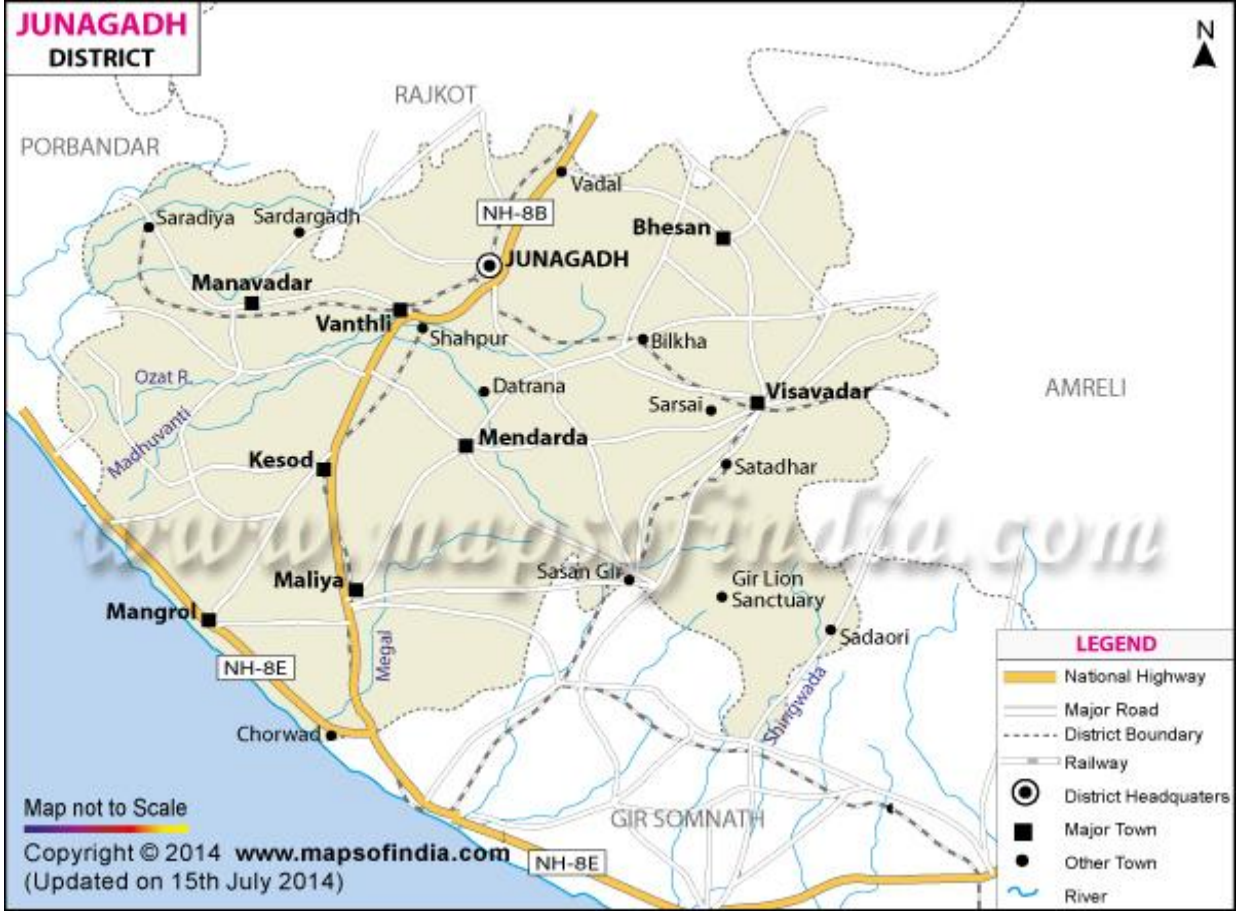 JUNAGADH
DISTRICT
N
RAJKOT
PORBANDAR
Vadal
Saradiya
Sardargadh
NH-8B
Bhesan
JUNAGADH
Manavadar
Vanthli
Shahpur
Bilkha
Ozat R.
Datrana
AMRELI
Visavadar
Sarsai
Madhuvanti
Mendarda
Kesod
Satadhar
www.mapsofindia.com
Sasan Gir
Maliya
Gir Lion
Sanctuary
Mangrol
Sadaori
Megal
NH-8E
Shingwada
Chorwad
GIR SOMNATH
NH-8E
LEGEND
National Highway
Major Road
District Boundary
Railway
District Headquaters
Major Town
Other Town
River
Map not to Scale
Copyright © 2014 www.mapsofindia.com
(Updated on 15th July 2014)